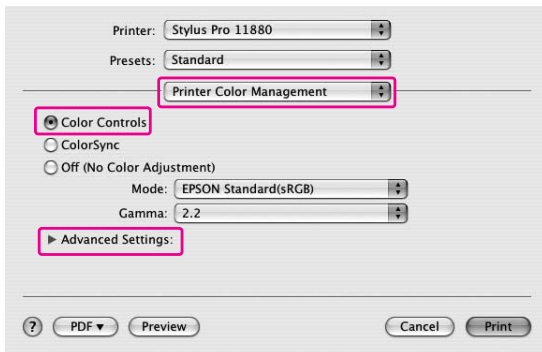 Printer: Stylus Pro 11880
Presets: Standard
Printer Color Management
Color Controls
ColorSync
Off (No Color Adjustment)
Mode: EPSON Standard(sRGB)
Gamma: 2.2
Advanced Settings:
? PDF Preview Cancel Print